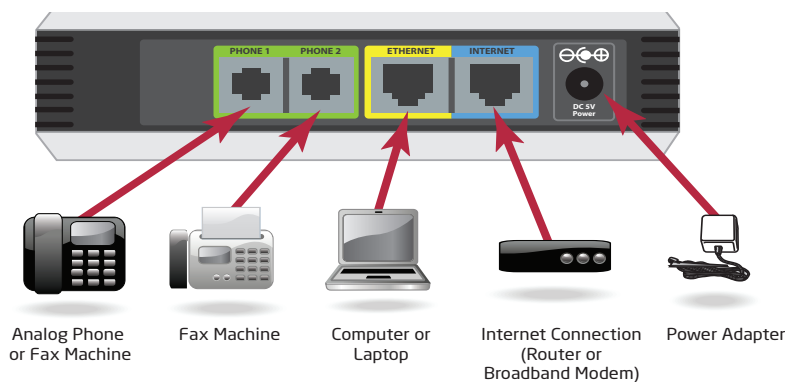 PHONE 1 PHONE 2 ETHERNET INTERNET
DC 5V
Power
Analog Phone
or Fax Machine
Fax Machine
Computer or
Laptop
Internet Connection
(Router or
Broadband Modem)
Power Adapter